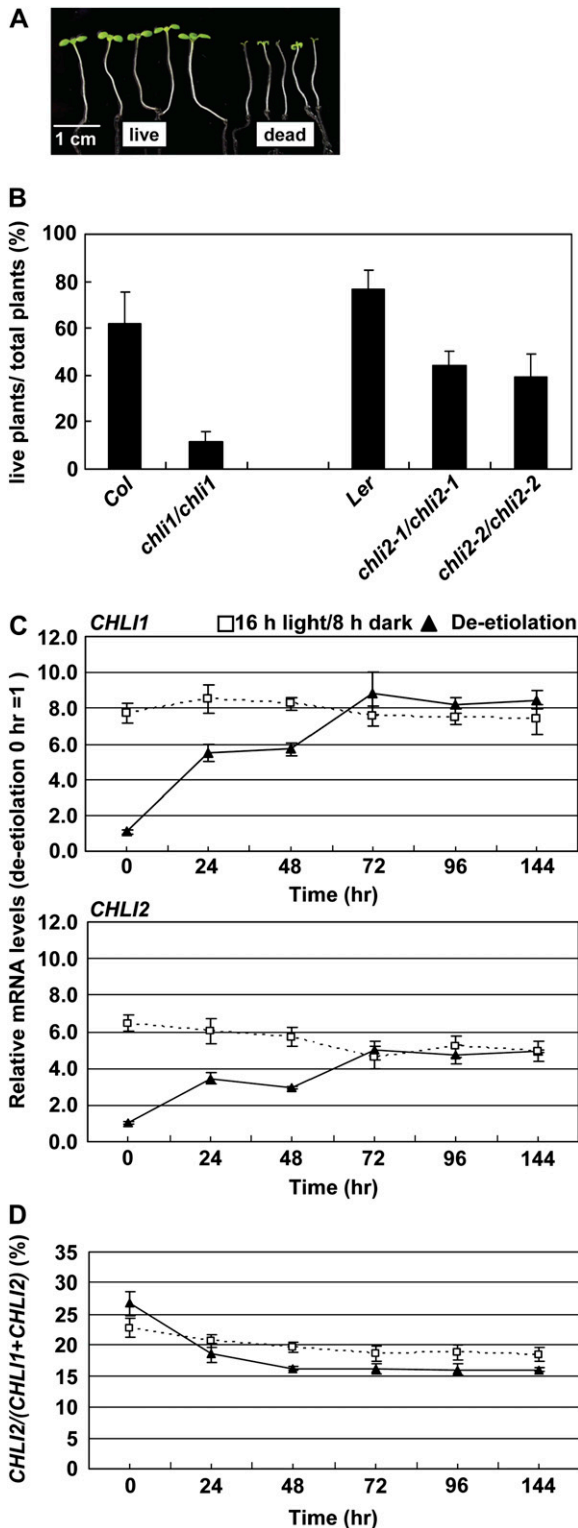 A
1 cm
live
dead
B
live plants/ total plants (%)
100
80
60
40
20
0
Col
chli1/chli1
Ler
chli2-1/chli2-1
chli2-2/chli2-2
C
CHLI1
16 h light/8 h dark
De-etiolation
Relative mRNA levels (de-etiolation 0 hr =1 )
12.0
10.0
8.0
6.0
4.0
2.0
0.0
0 24 48 72 96 144
Time (hr)
CHLI2
12.0
10.0
8.0
6.0
4.0
2.0
0.0
0 24 48 72 96 144
Time (hr)
D
CHLI2/(CHLI1+CHLI2) (%)
35
30
25
20
15
10
5
0
0 24 48 72 96 144
Time (hr)